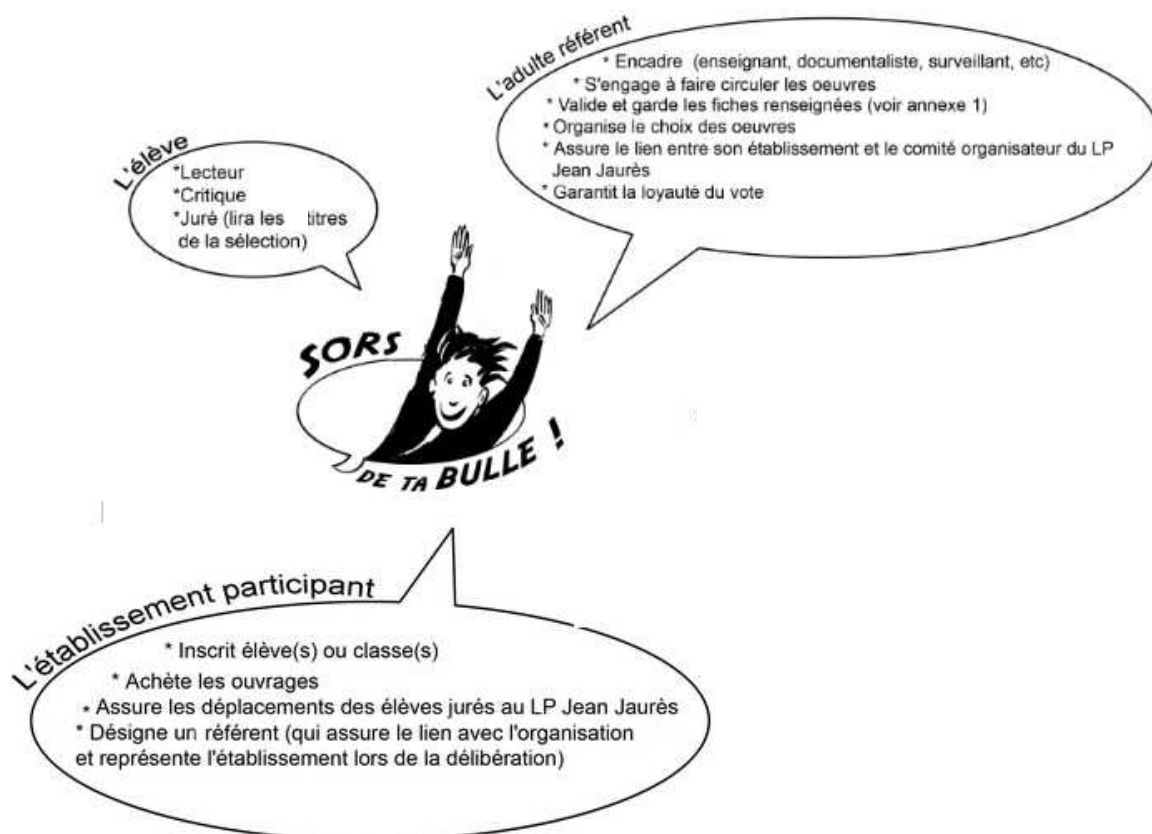 L'élève
*Lecteur
*Critique
*Juré (lira les titres
de la sélection)
L'adulte référent
* Encadre (enseignant, documentaliste, surveillant, etc)
* S'engage à faire circuler les oeuvres
* Valide et garde les fiches renseignées (voir annexe 1)
* Organise le choix des oeuvres
* Assure le lien entre son établissement et le comité organisateur du LP
Jean Jaurès
* Garantit la loyauté du vote
SORS
DE TA BULLE !
L'établissement participant
* Inscrit élève(s) ou classe(s)
* Achète les ouvrages
* Assure les déplacements des élèves jurés au LP Jean Jaurès
* Désigne un référent (qui assure le lien avec l'organisation
et représente l'établissement lors de la délibération)